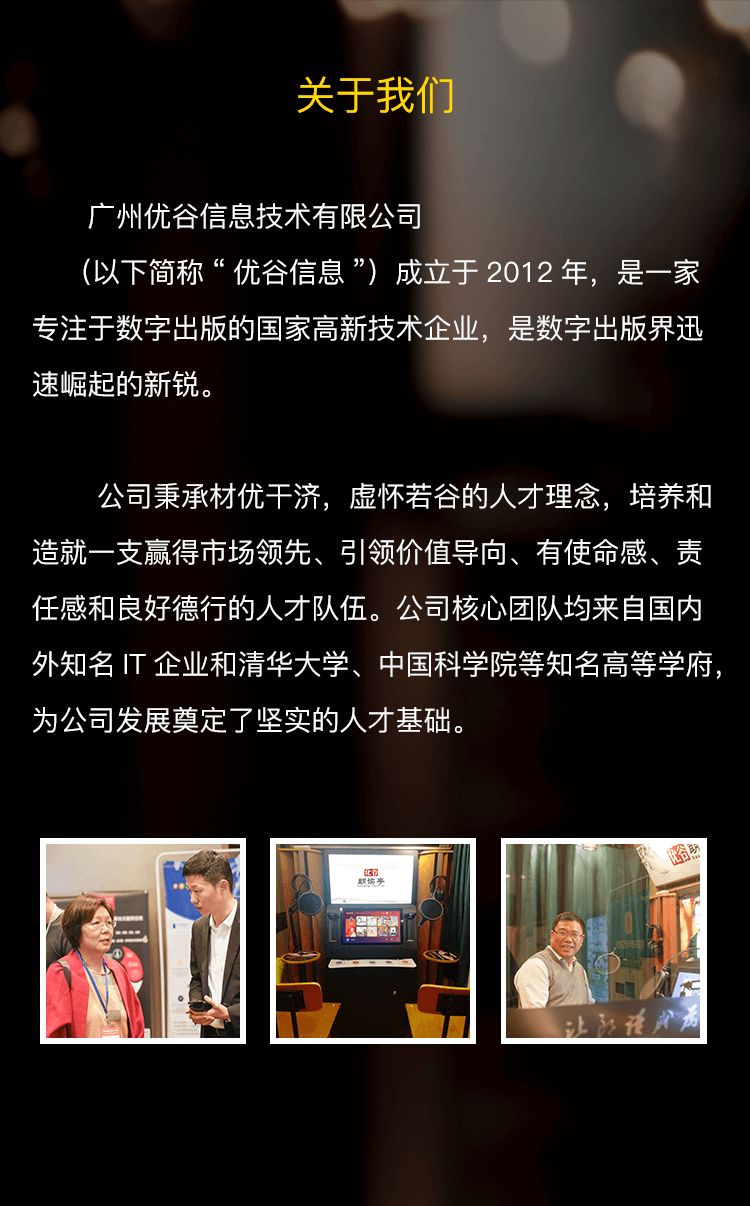 关于我们
广州优谷信息技术有限公司
（以下简称 “ 优谷信息 ”）成立于 2012 年，是一家
专注于数字出版的国家高新技术企业，是数字出版界迅
速崛起的新锐。
公司秉承材优干济，虚怀若谷的人才理念，培养和
造就一支赢得市场领先、引领价值导向、有使命感、责
任感和良好德行的人才队伍。公司核心团队均来自国内
外知名 IT 企业和清华大学、中国科学院等知名高等学府，
为公司发展奠定了坚实的人才基础。
优谷
朗读亭
优谷